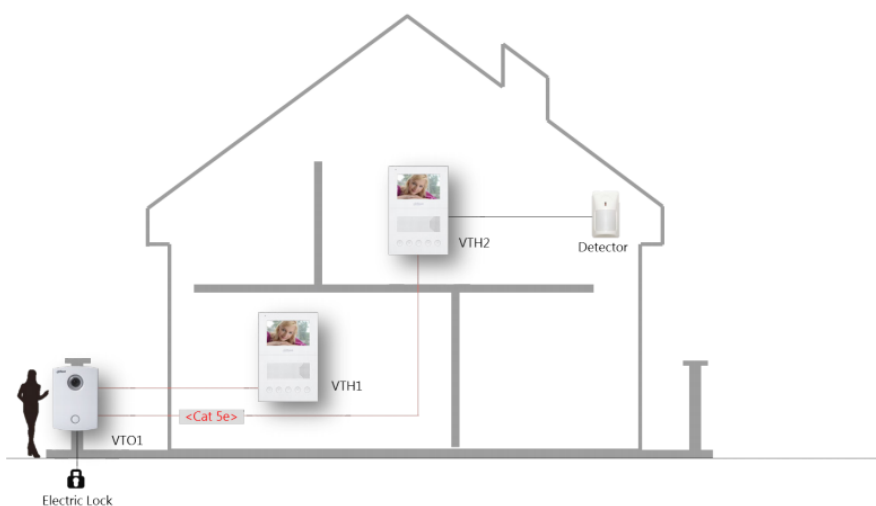 VTH2
Detector
VTH1
<Cat 5e>
VTO1
Electric Lock